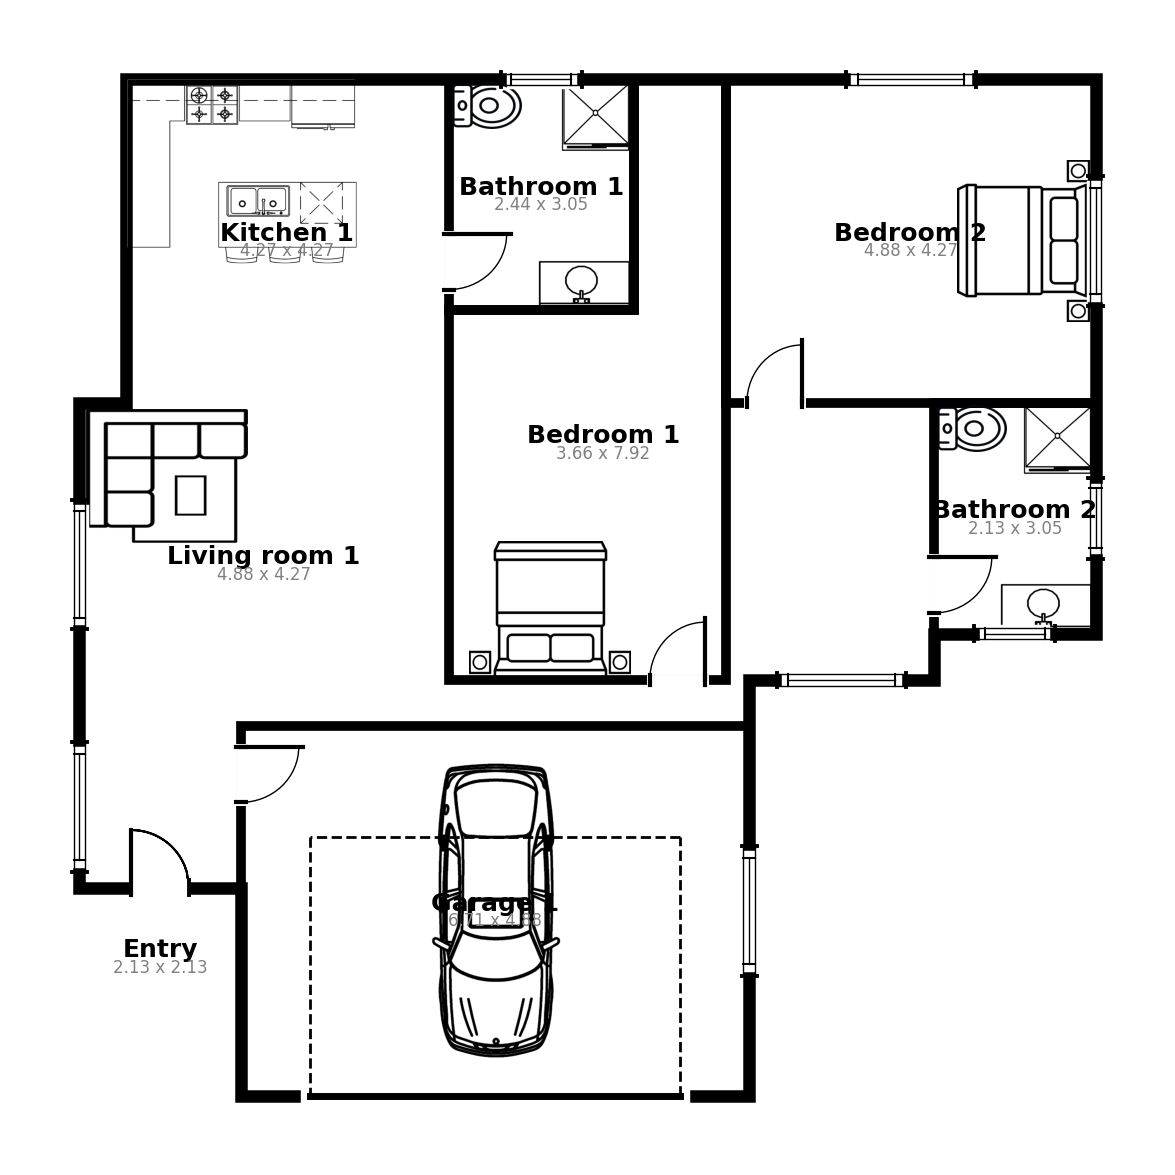 Bathroom 1
2.44 x 3.05
Kitchen 1
4.27 x 4.27
Bedroom 2
4.88 x 4.27
Bedroom 1
3.66 x 7.92
Bathroom 2
2.13 x 3.05
Living room 1
4.88 x 4.27
Garage 1
6.71 x 4.88
Entry
2.13 x 2.13